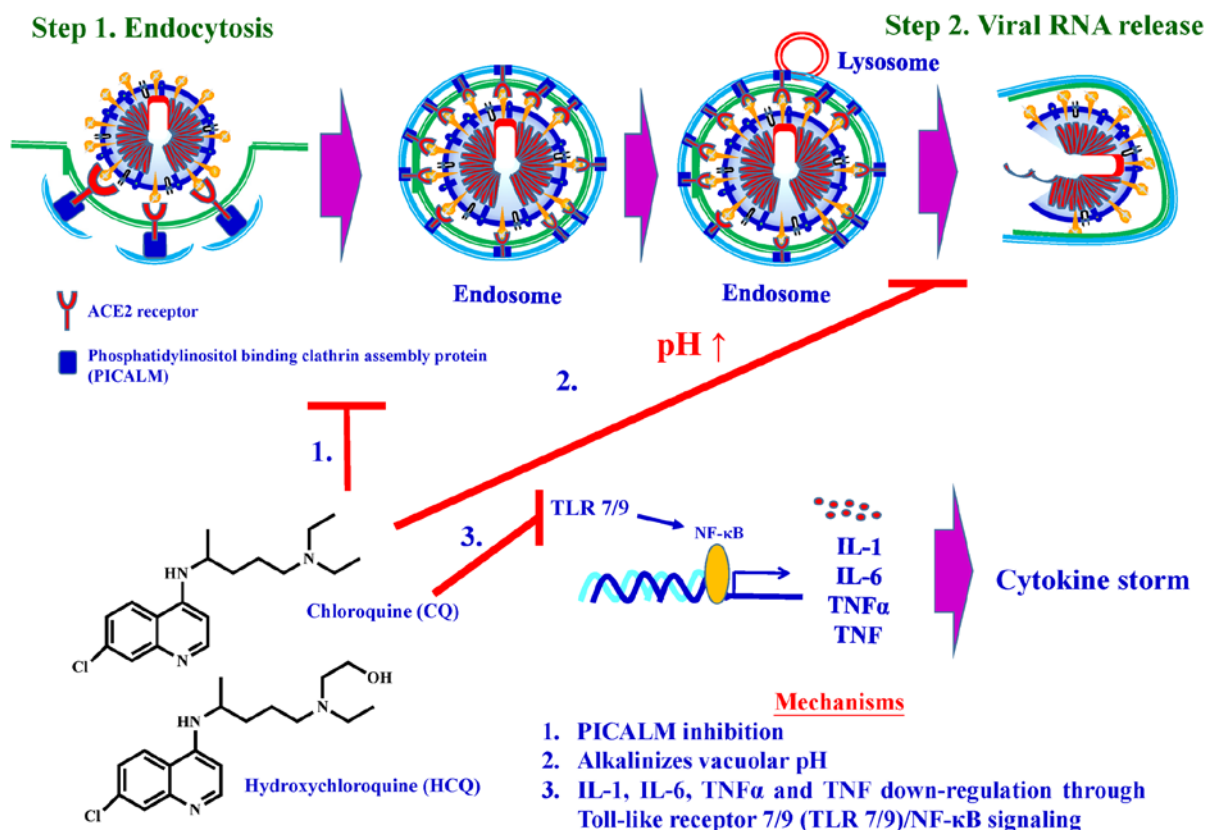 Step 1. Endocytosis
Step 2. Viral RNA release
Lysosome
Endosome
Endosome
ACE2 receptor
Phosphatidylinositol binding clathrin assembly protein
(PICALM)
pH ↑
2.
1.
3.
TLR 7/9
NF-κB
IL-1
IL-6
TNFα
TNF
Cytokine storm
HN
N
Cl
N
Chloroquine (CQ)
OH
HN
N
Cl
N
Hydroxychloroquine (HCQ)
Mechanisms
1. PICALM inhibition
2. Alkalinizes vacuolar pH
3. IL-1, IL-6, TNFα and TNF down-regulation through
Toll-like receptor 7/9 (TLR 7/9)/NF-κB signaling